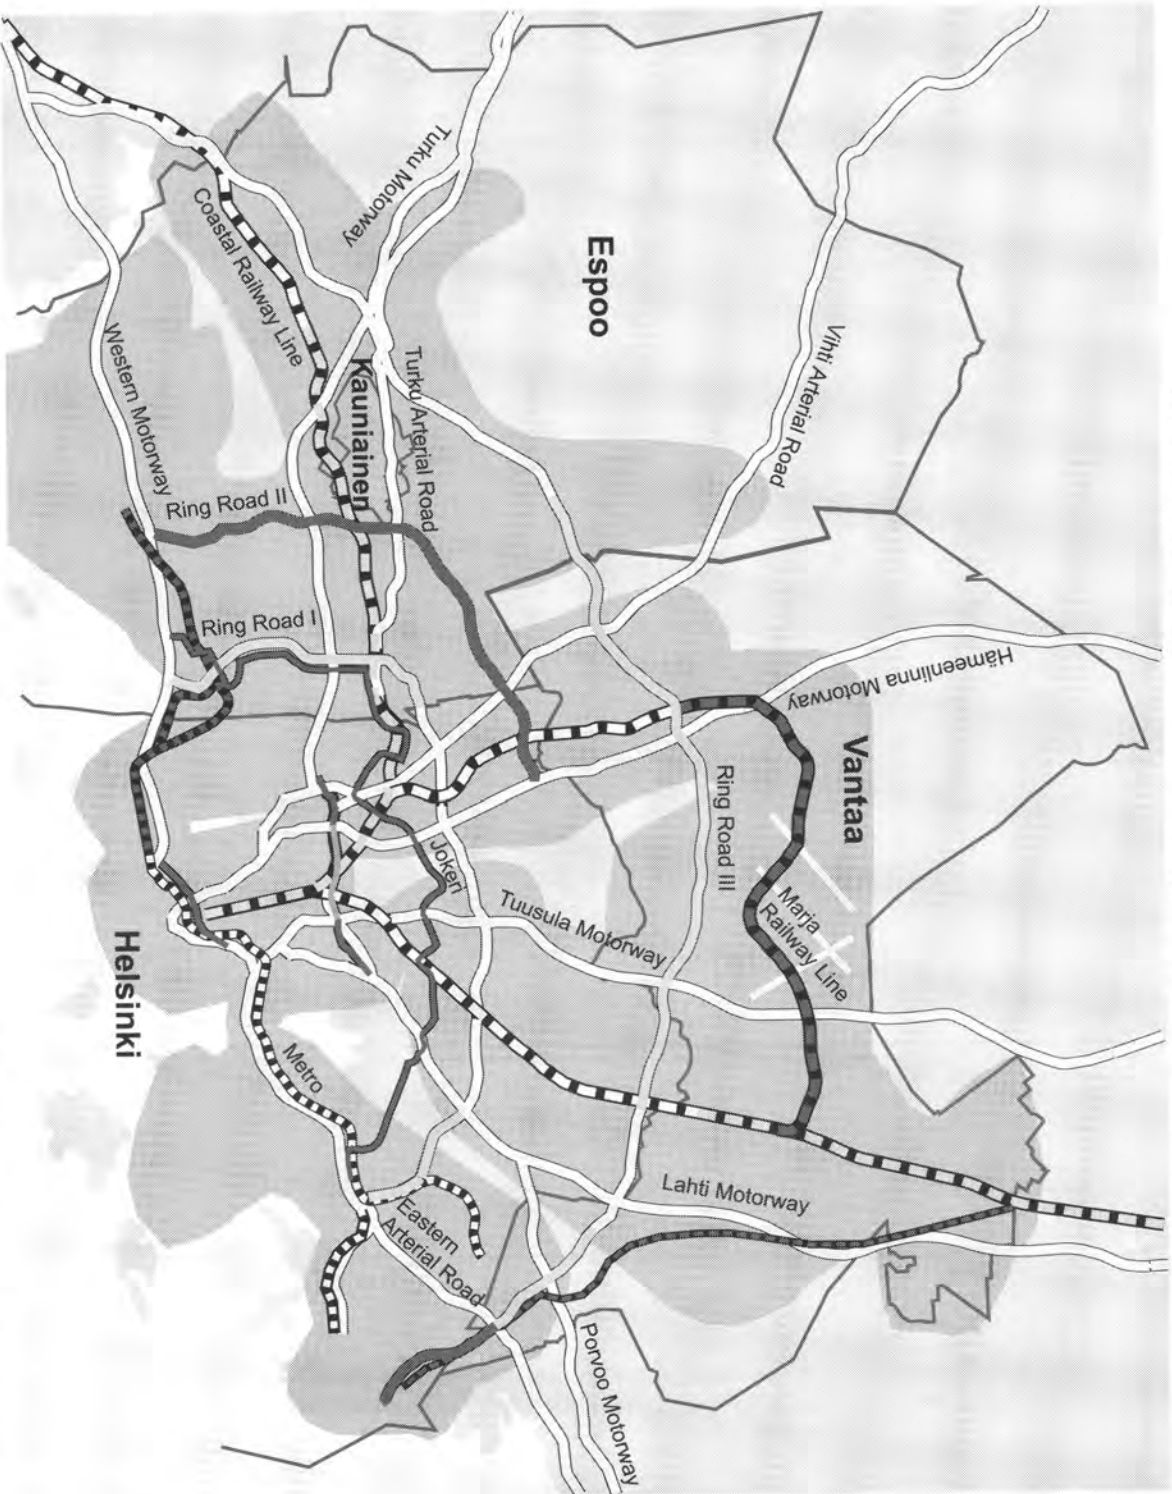 Turku Motorway
Espoo
Vihti Arterial Road
Coastal Railway Line
Western Motorway
Kauniainen
Turku Arterial Road
Ring Road II
Ring Road I
Hämeenlinna Motorway
Vantaa
Ring Road III
Jokeri
Marja
Railway Line
Tuusula Motorway
Helsinki
Metro
Lahti Motorway
Eastern
Arterial Road
Porvoo Motorway